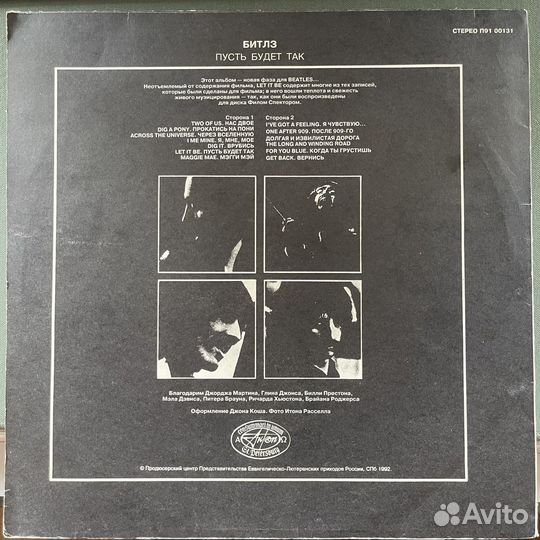 СТЕРЕО П91 00131
БИТЛЗ
ПУСТЬ БУДЕТ ТАК
Этот альбом — новая фаза для BEATLES...
Неотъемлемый от содержания фильма, LET IT BE содержит многие из тех записей,
которые были сделаны для фильма; в него вошли теплота и свежесть
живого музицирования — так, как они были воспроизведены
для диска Филом Спектором.
Сторона 1
TWO OF US. НАС ДВОЕ
DIG A PONY. ПРОКАТИСЬ НА ПОНИ
ACROSS THE UNIVERSE. ЧЕРЕЗ ВСЕЛЕННУЮ
I ME MINE. Я, МНЕ, МОЕ
DIG IT. ВРУБИСЬ
LET IT BE. ПУСТЬ БУДЕТ ТАК
MAGGIE MAE. МЭГГИ МЭЙ
Сторона 2
I'VE GOT A FEELING. Я ЧУВСТВУЮ...
ONE AFTER 909. ПОСЛЕ 909-ГО
ДОЛГАЯ И ИЗВИЛИСТАЯ ДОРОГА
THE LONG AND WINDING ROAD
FOR YOU BLUE. КОГДА ТЫ ГРУСТИШЬ
GET BACK. ВЕРНИСЬ
Благодарим Джорджа Мартина, Глина Джонса, Билли Престона,
Мэла Дэвиса, Питера Брауна, Ричарда Хьюстона, Брайана Роджерса
Оформление Джона Коша. Фото Итона Расселла
А Ω
St. Petersburg
© Продюсерский центр Представительства Евангелическо-Лютеранских приходов России, СПб 1992.
Avito